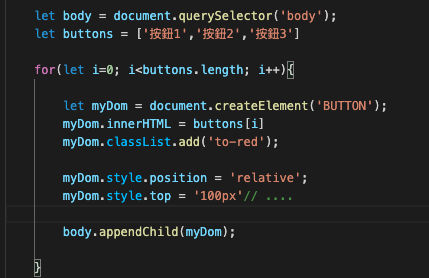 let body = document.querySelector('body');
let buttons = ['按鈕1','按鈕2','按鈕3']
for(let i=0; i<buttons.length; i++){
let myDom = document.createElement('BUTTON');
myDom.innerHTML = buttons[i]
myDom.classList.add('to-red');
myDom.style.position = 'relative';
myDom.style.top = '100px'// ....
body.appendChild(myDom);
}